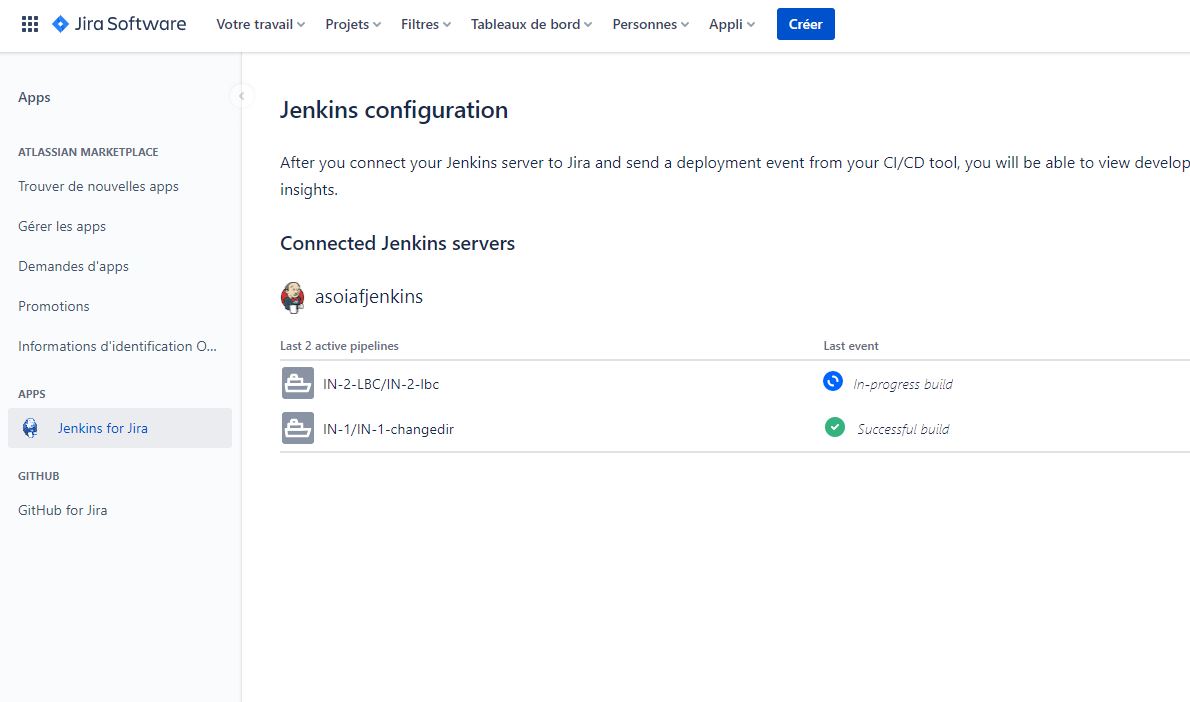 Jira Software Votre travail Projets Filtres Tableaux de bord Personnes Appli Créer
Apps
ATLASSIAN MARKETPLACE
Trouver de nouvelles apps
Gérer les apps
Demandes d'apps
Promotions
Informations d'identification O...
APPS
Jenkins for Jira
GITHUB
GitHub for Jira
Jenkins configuration
After you connect your Jenkins server to Jira and send a deployment event from your CI/CD tool, you will be able to view develop
insights.
Connected Jenkins servers
asoiafjenkins
Last 2 active pipelines Last event
IN-2-LBC/IN-2-lbc In-progress build
IN-1/IN-1-changedir Successful build